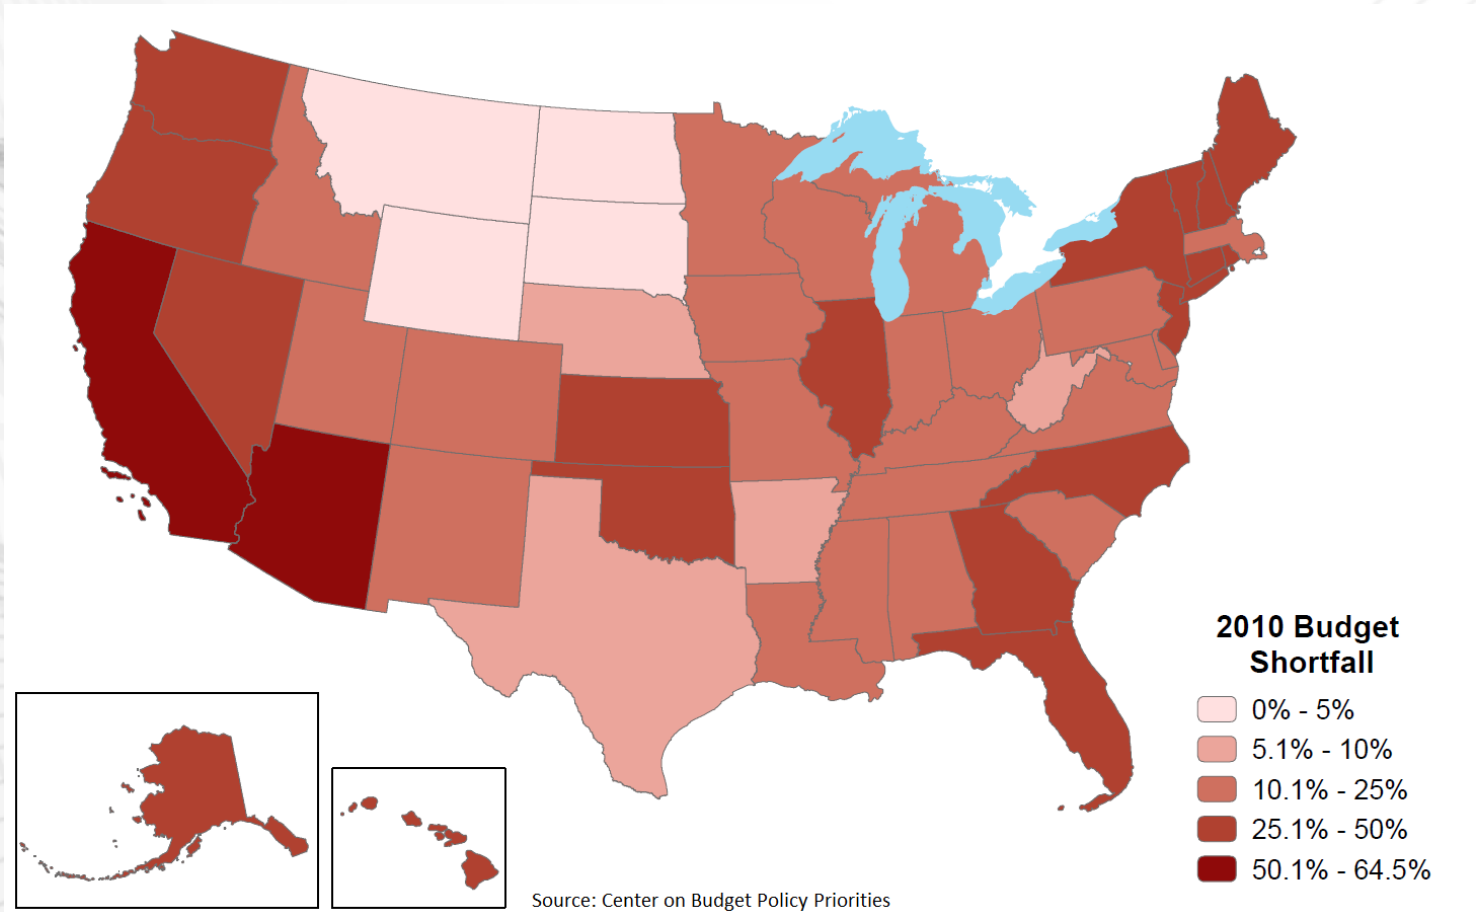 2010 Budget
Shortfall
0% - 5%
5.1% - 10%
10.1% - 25%
25.1% - 50%
50.1% - 64.5%
Source: Center on Budget Policy Priorities